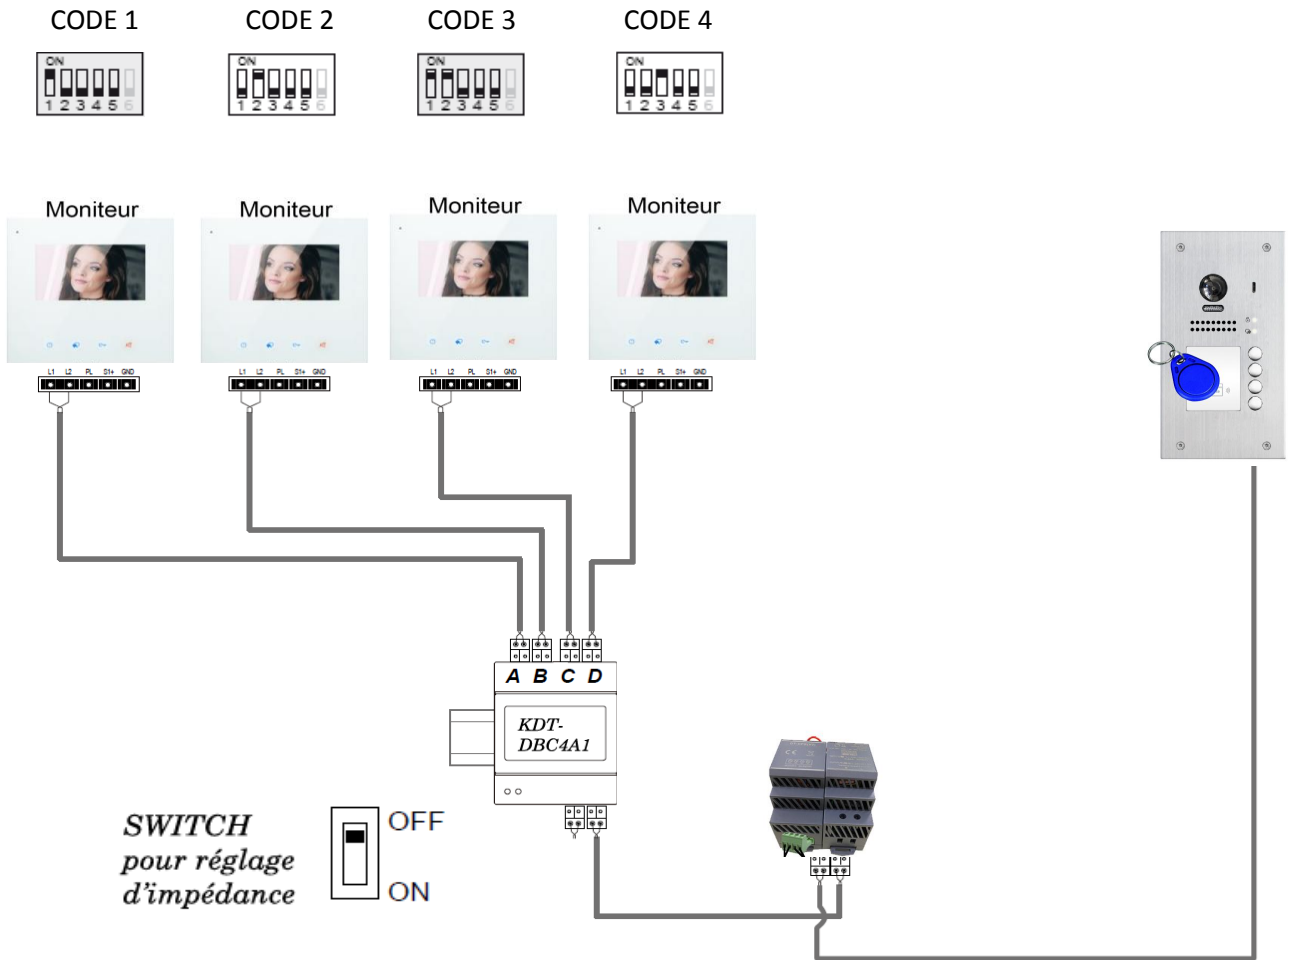 CODE 1
CODE 2
CODE 3
CODE 4
ON
1 2 3 4 5 6
ON
1 2 3 4 5 6
ON
1 2 3 4 5 6
ON
1 2 3 4 5 6
Moniteur
Moniteur
Moniteur
Moniteur
L1 L2 PL S1+ GND
L1 L2 PL S1+ GND
L1 L2 PL S1+ GND
L1 L2 PL S1+ GND
A B C D
KDT-
DBC4A1
SWITCH
pour réglage
d'impédance
OFF
ON